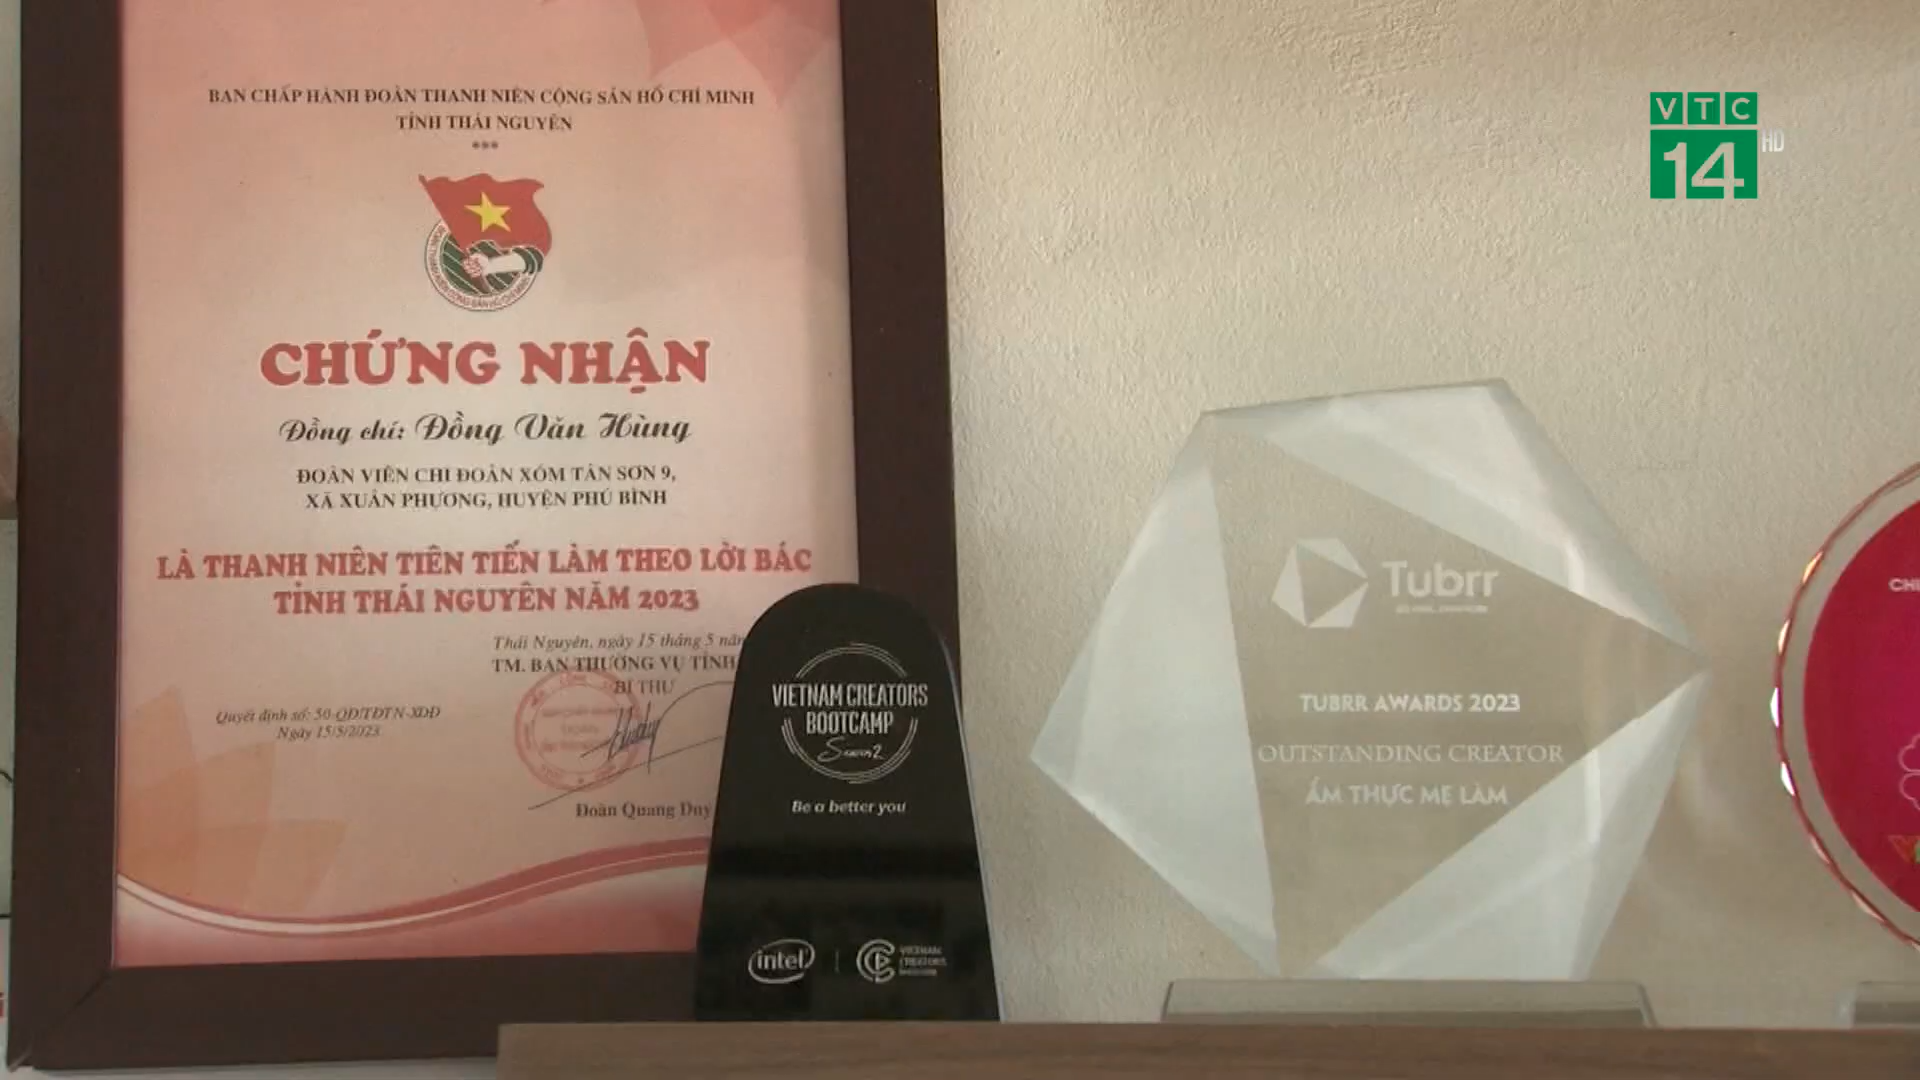 BAN CHẤP HÀNH ĐOÀN THANH NIÊN CỘNG SẢN HỒ CHÍ MINH
TỈNH THÁI NGUYÊN
***
CHỨNG NHẬN
Đồng chí: Đồng Văn Hùng
ĐOÀN VIÊN CHI ĐOÀN XÓM TÂN SƠN 9,
XÃ XUÂN PHƯƠNG, HUYỆN PHÚ BÌNH
LÀ THANH NIÊN TIÊN TIẾN LÀM THEO LỜI BÁC
TỈNH THÁI NGUYÊN NĂM 2023
Thái Nguyên, ngày 15 tháng 5 năm
TM. BAN THƯỜNG VỤ TỈNH
BÍ THƯ
Quyết định số: 50-QĐ/TĐTN-XDĐ
Ngày 15/5/2023
Đoàn Quang Duy
VIETNAM CREATORS
BOOTCAMP
Season 2
Be a better you
intel
VIETNAM
CREATORS
Tubrr
TUBRR AWARDS 2023
OUTSTANDING CREATOR
ẨM THỰC MẸ LÀM
VTC
14
HD